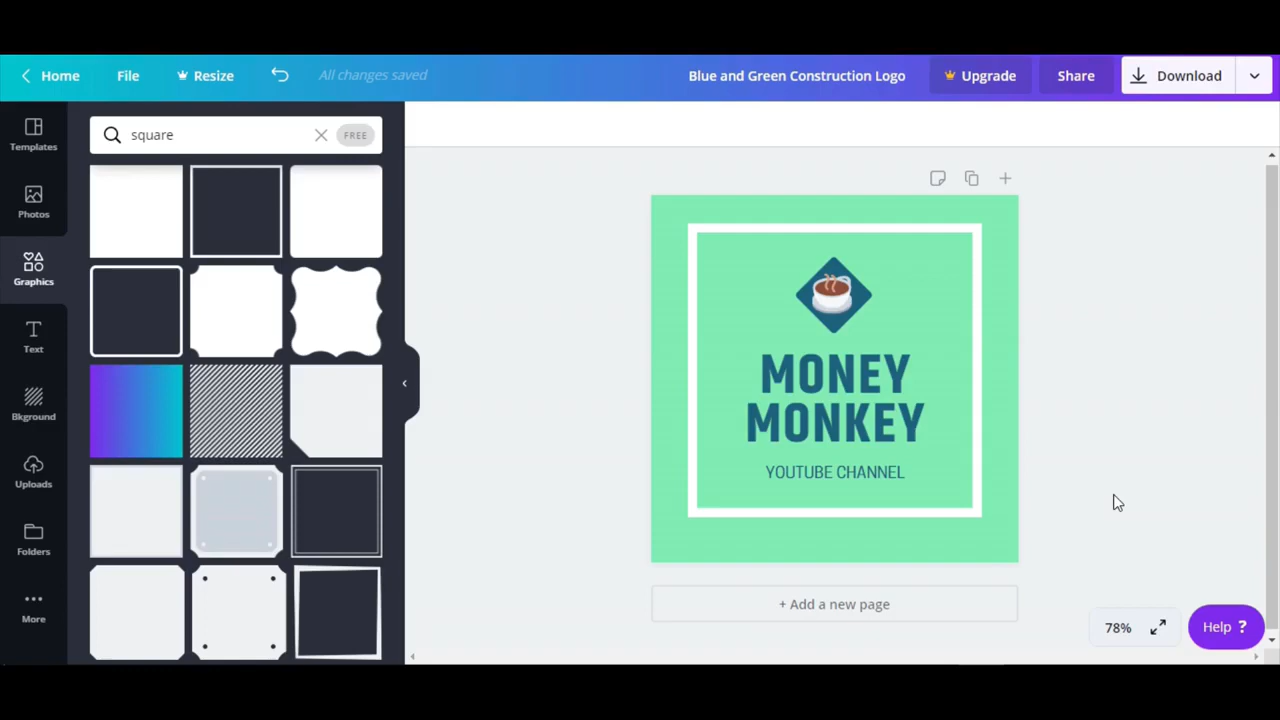 Home File Resize All changes saved Blue and Green Construction Logo Upgrade Share Download
Templates
Photos
Graphics
Text
Bkground
Uploads
Folders
More
square FREE
MONEY
MONKEY
YOUTUBE CHANNEL
+ Add a new page
78% Help ?